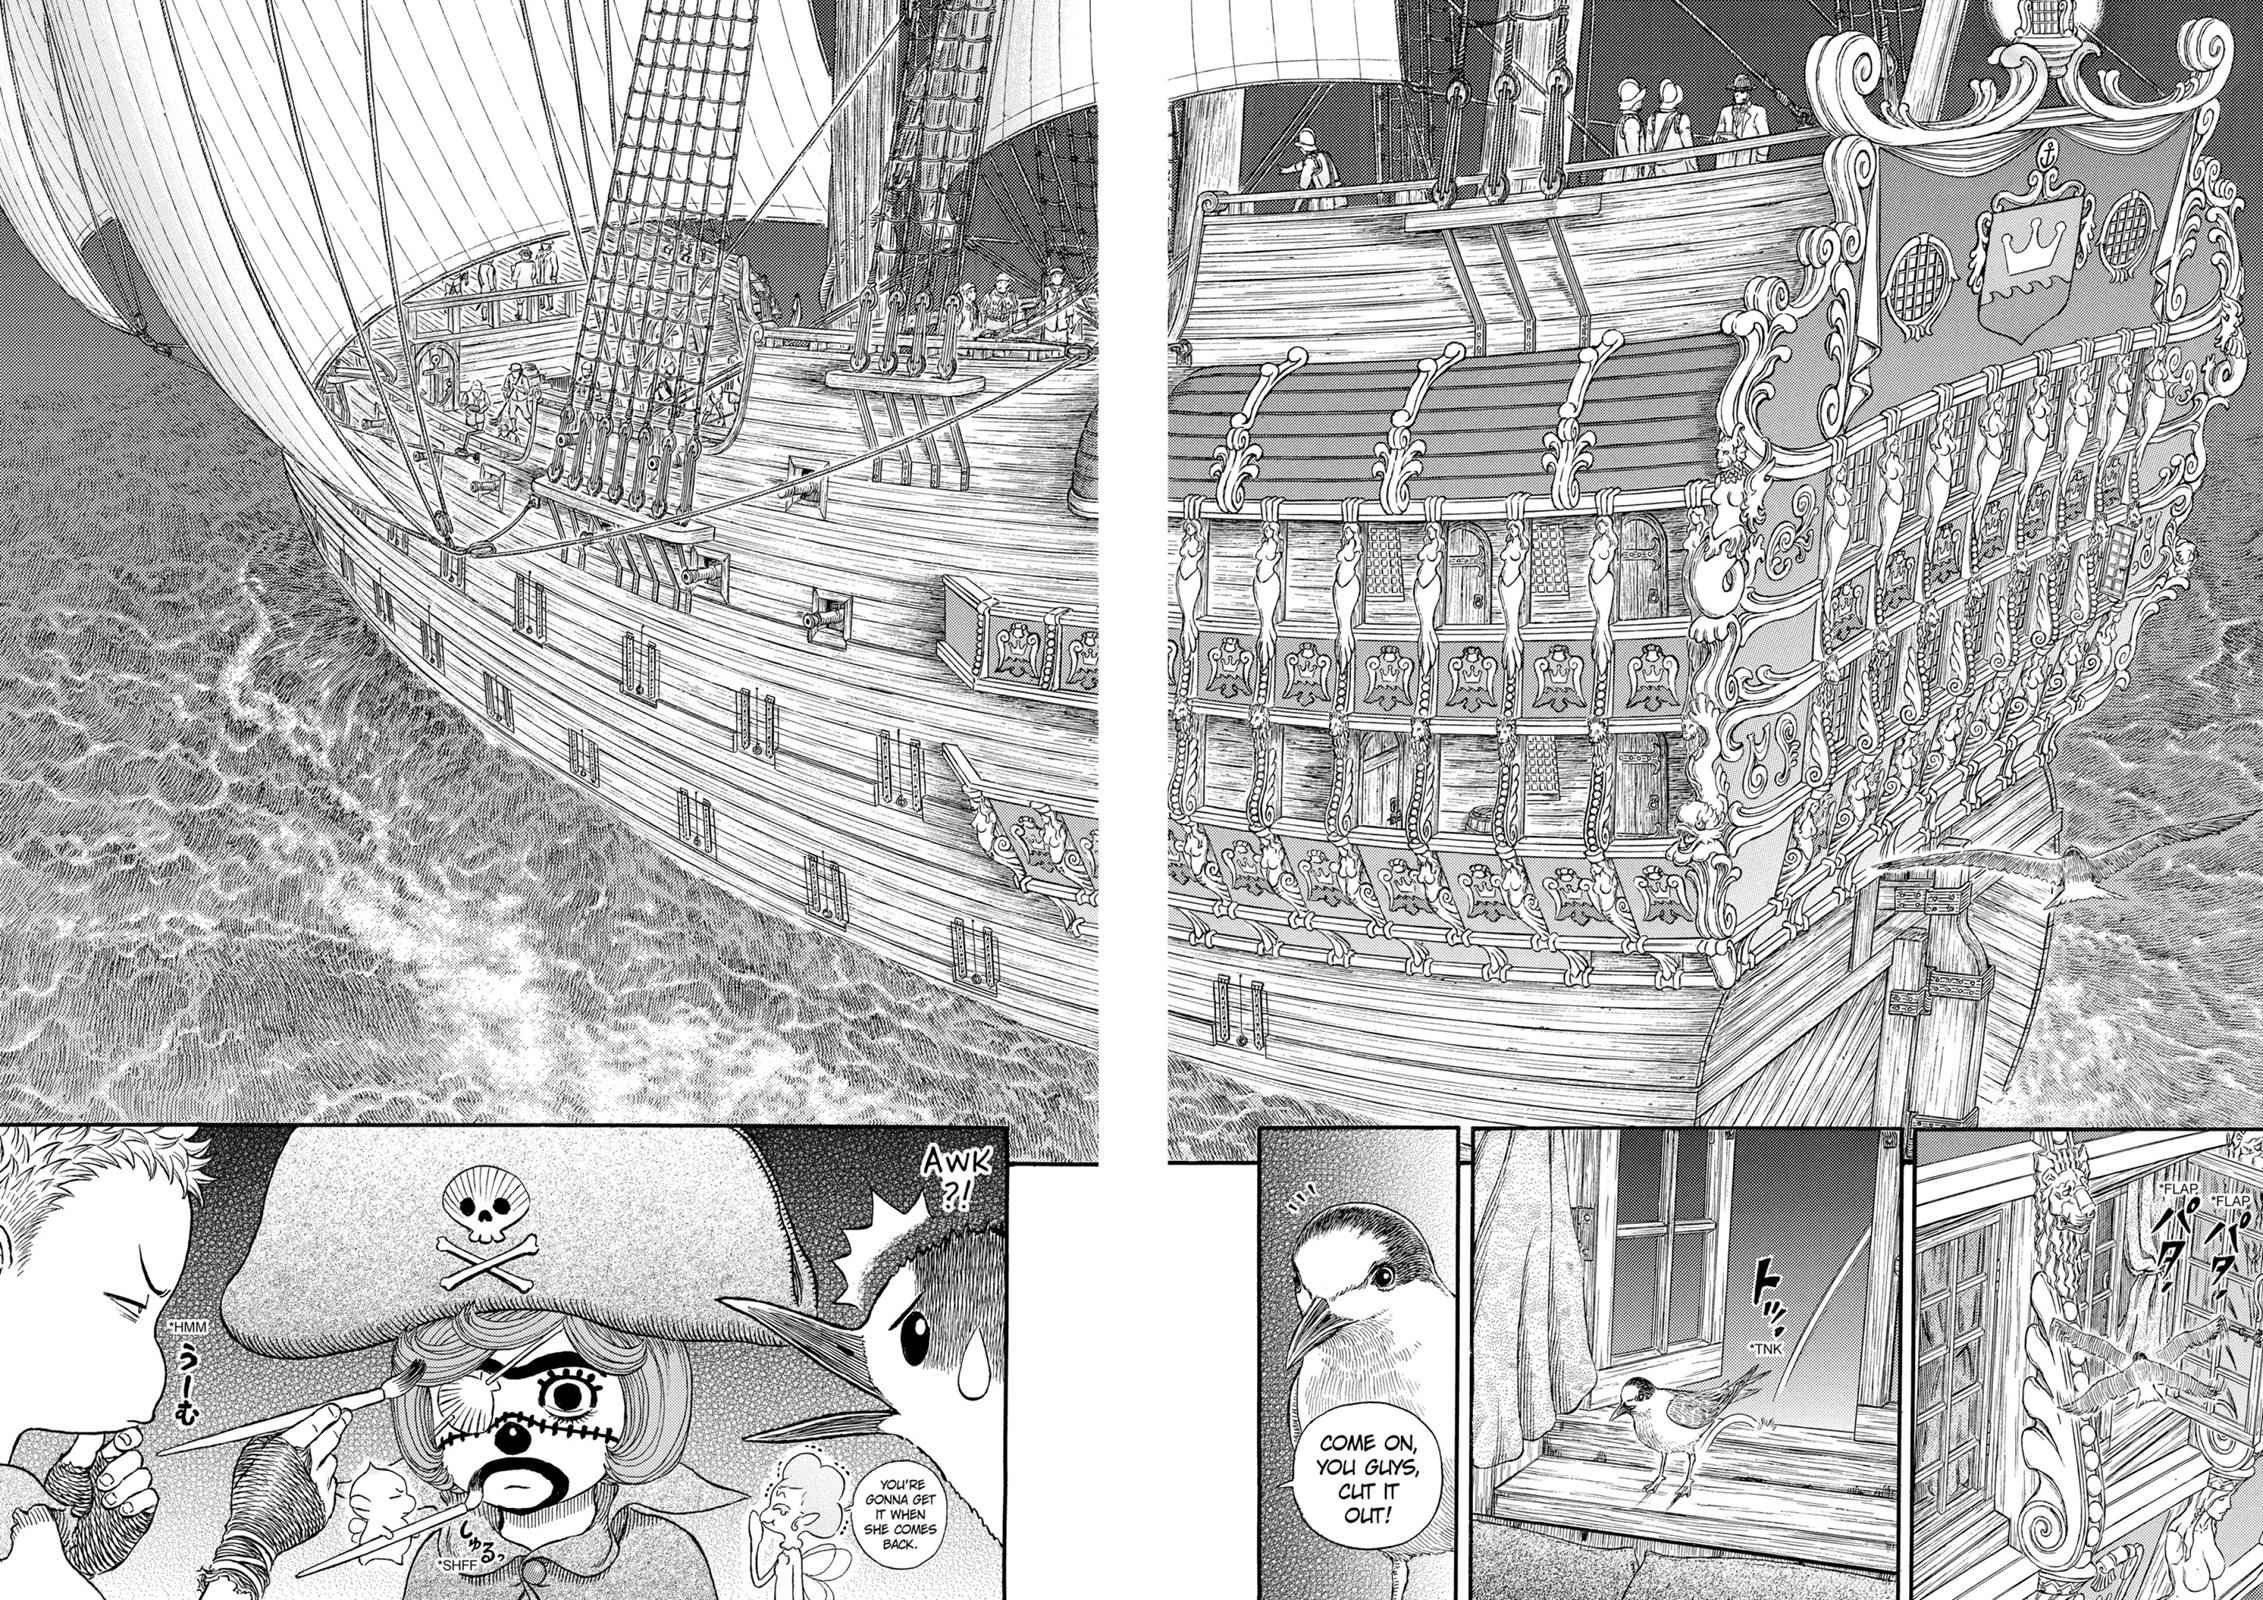 *FLAP
パタ
*FLAP
パタ
トッ
*TNK
COME ON,
YOU GUYS,
CUT IT
OUT!
AWK
?!
YOU'RE
GONNA GET
IT WHEN
SHE COMES
BACK.
しゅるっ
*SHFF
*HMM
うーむ